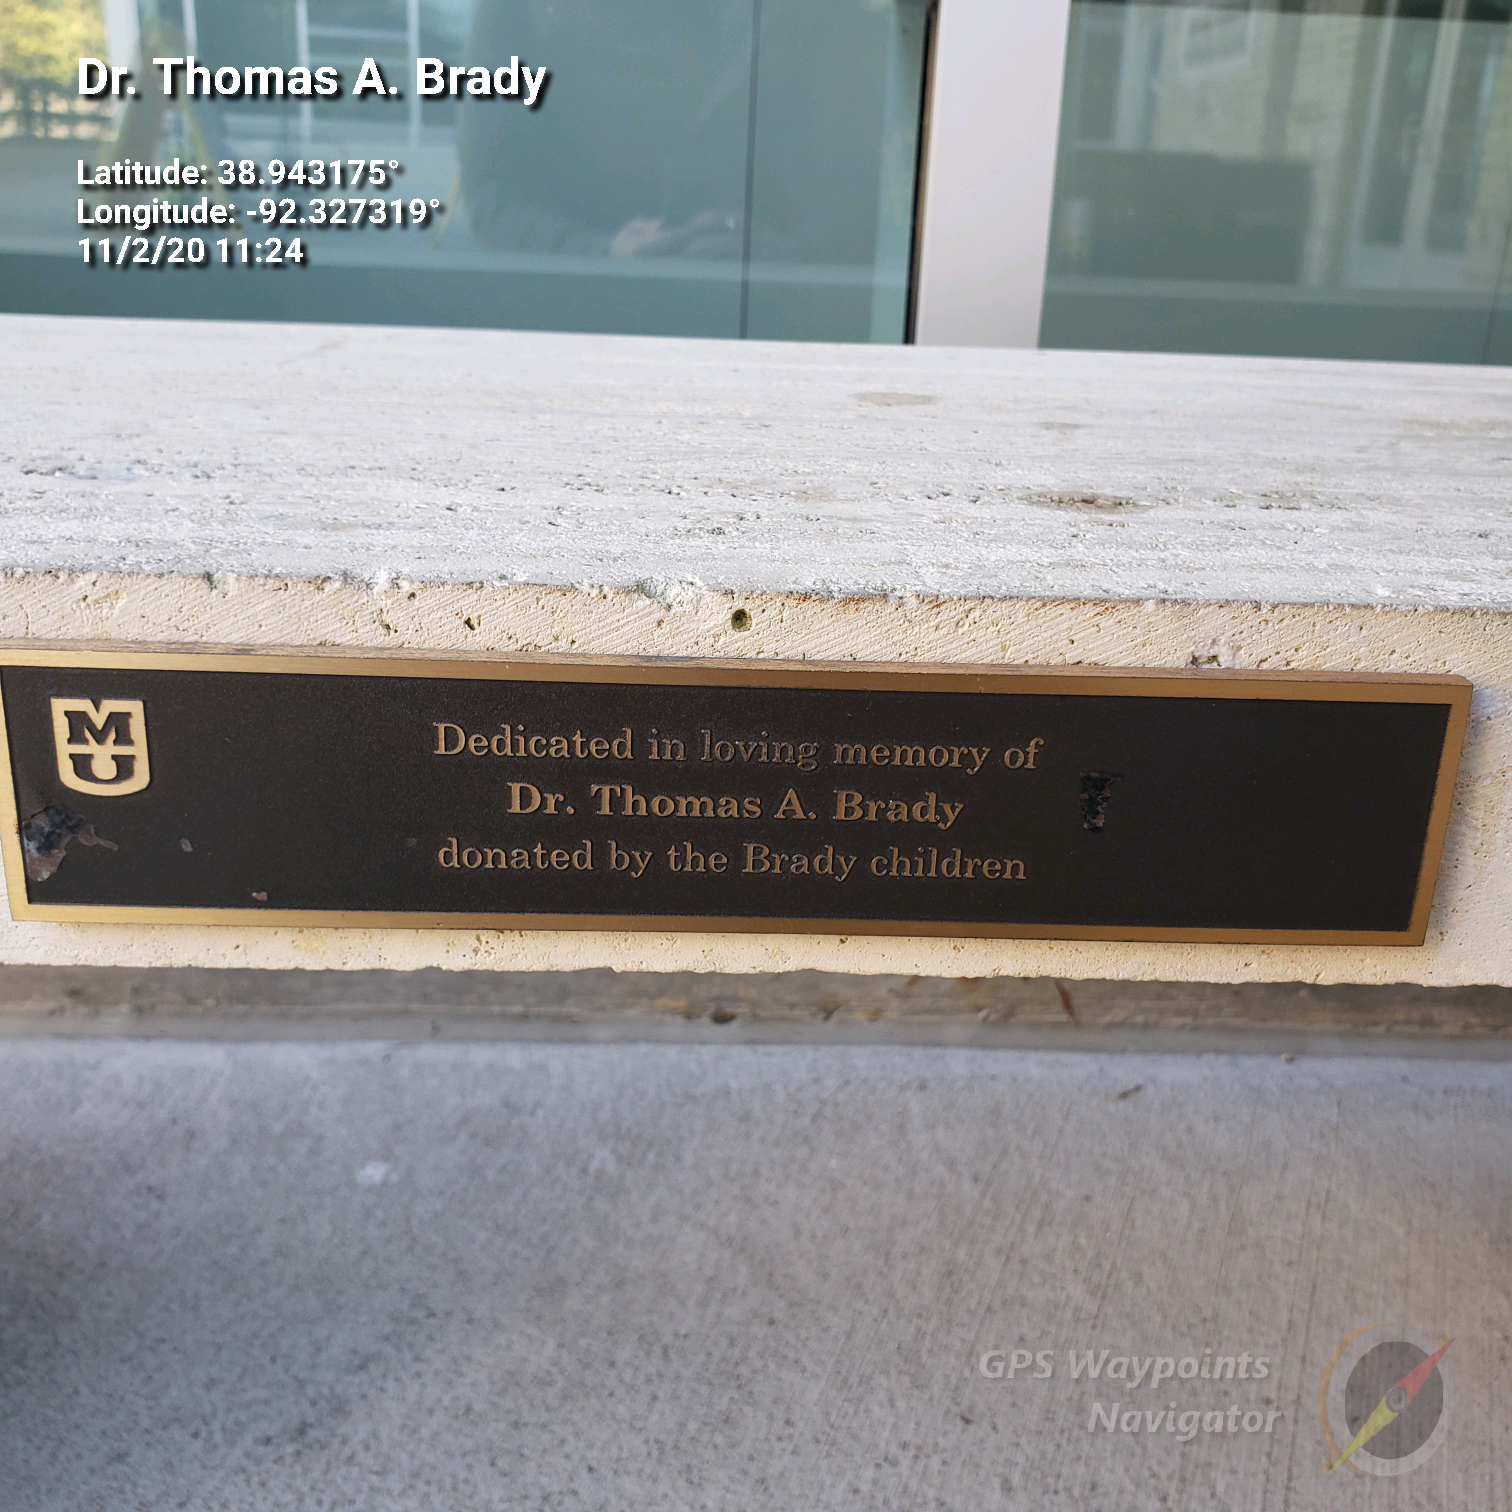 Dr. Thomas A. Brady
Latitude: 38.943175°
Longitude: -92.327319°
11/2/20 11:24
MU
Dedicated in loving memory of
Dr. Thomas A. Brady
donated by the Brady children
GPS Waypoints
Navigator